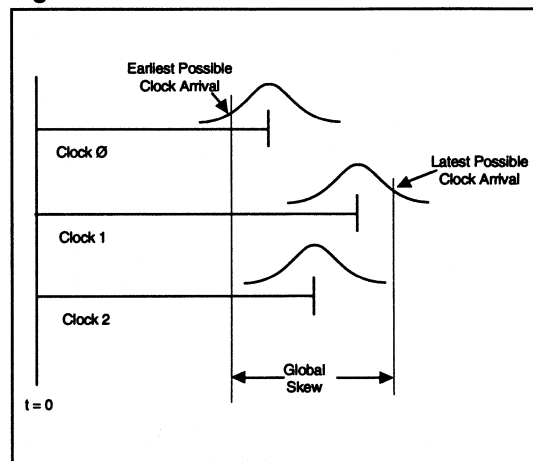 Earliest Possible
Clock Arrival
Clock Ø
Latest Possible
Clock Arrival
Clock 1
Clock 2
Global
Skew
t = 0